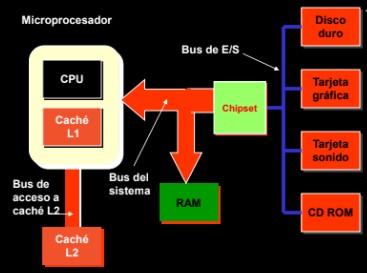 Microprocesador
CPU
Caché
L1
Bus de
acceso a
caché L2
Caché
L2
Bus del
sistema
RAM
Chipset
Bus de E/S
Disco
duro
Tarjeta
gráfica
Tarjeta
sonido
CD ROM